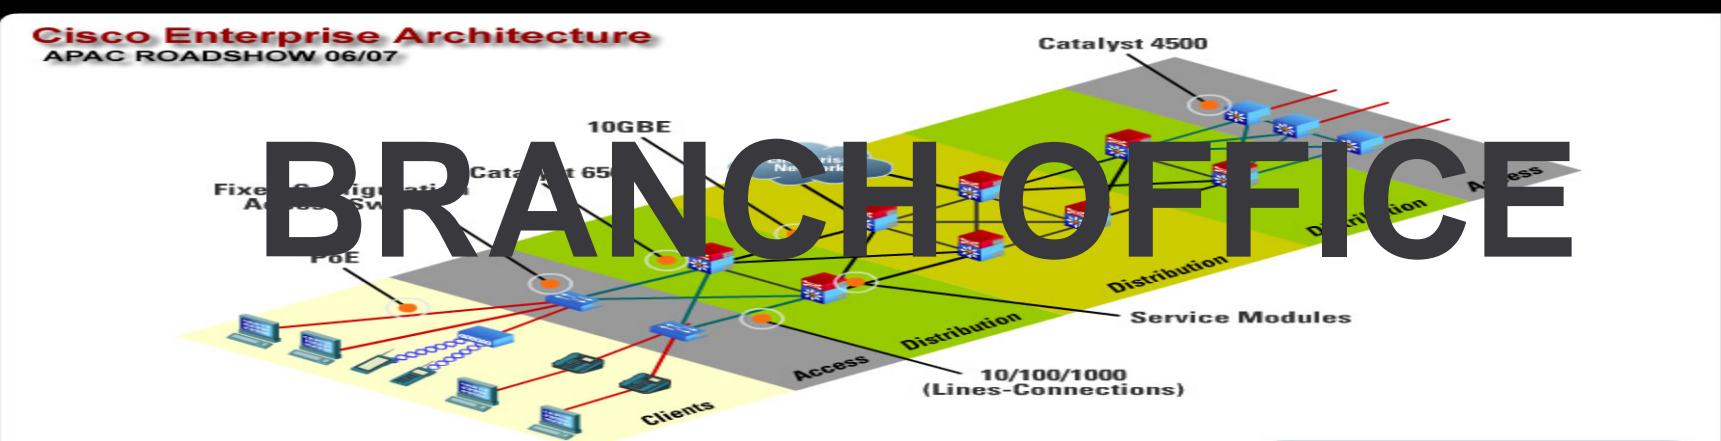 Cisco Enterprise Architecture
APAC ROADSHOW 06/07
Catalyst 4500
10GBE
BRANCH OFFICE
PoE
Access
Distribution
Distribution
Service Modules
Distribution
Access
10/100/1000
(Lines-Connections)
Clients